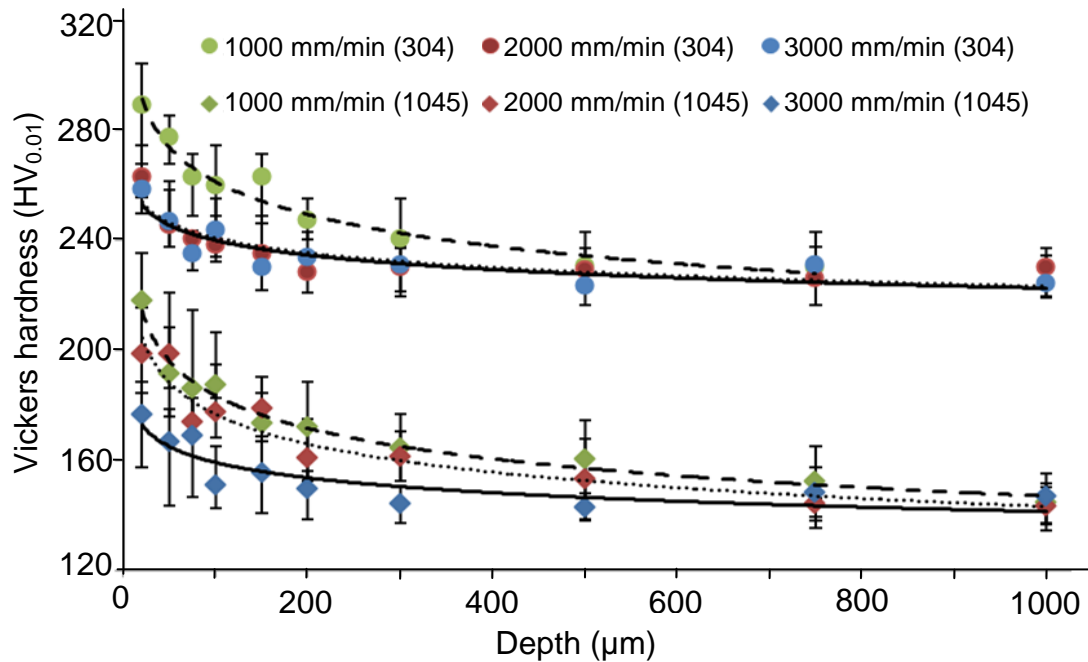 320
1000 mm/min (304) 2000 mm/min (304) 3000 mm/min (304)
1000 mm/min (1045) 2000 mm/min (1045) 3000 mm/min (1045)
280
240
200
160
120
Vickers hardness (HV0.01)
0 200 400 600 800 1000
Depth (µm)